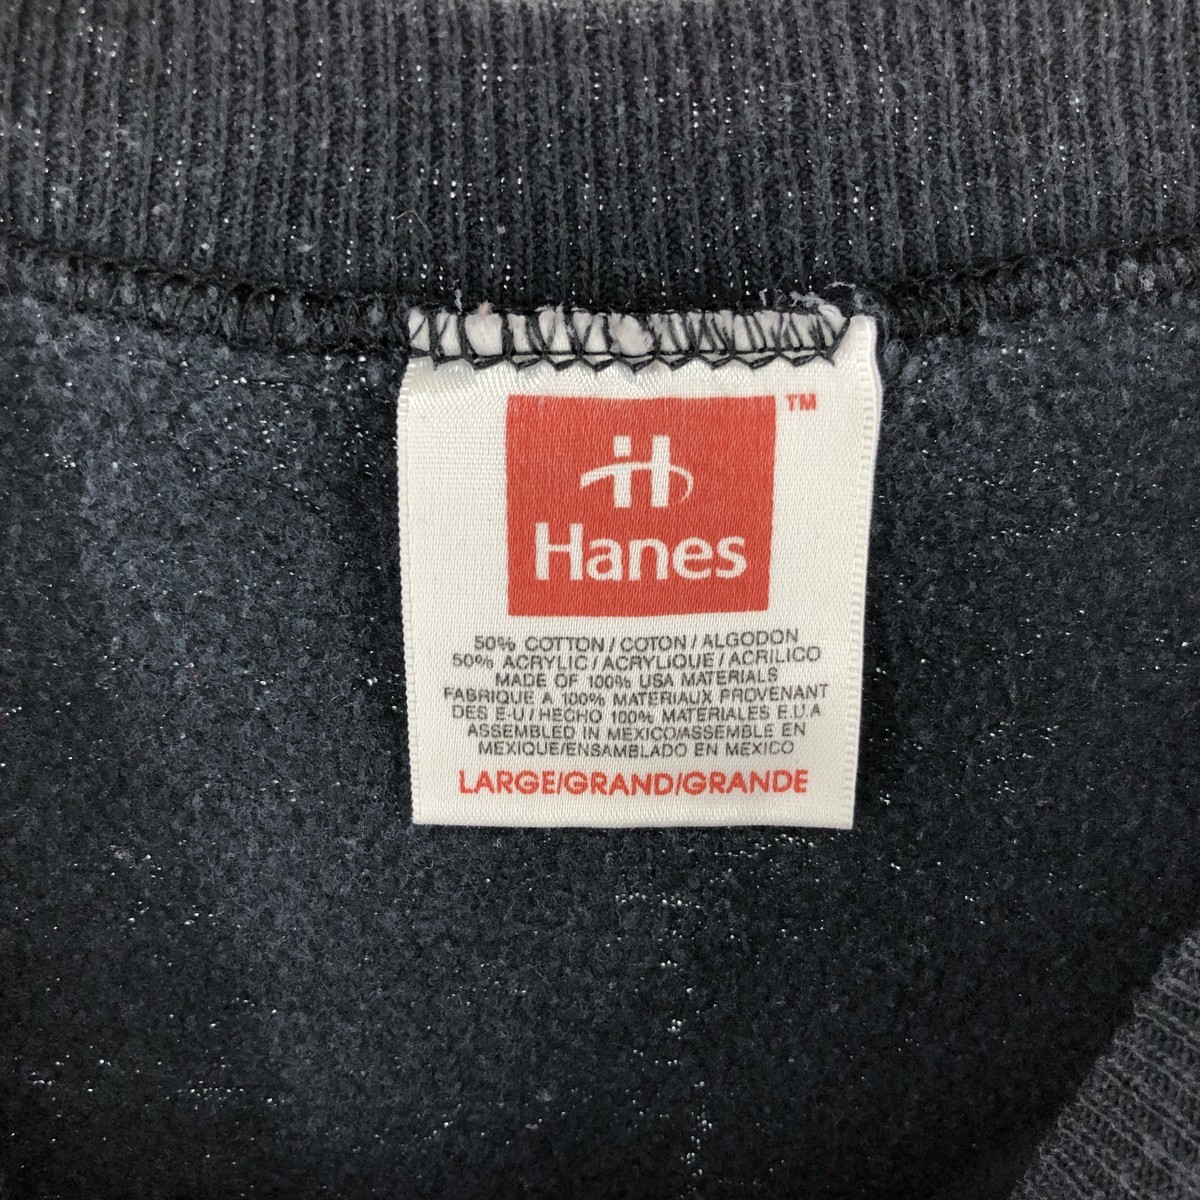 TM
H
Hanes
50% COTTON/COTON/ALGODON
50% ACRYLIC/ACRYLIQUE/ACRILICO
MADE OF 100% USA MATERIALS
FABRIQUE A 100% MATERIAUX PROVENANT
DES E-U/HECHO 100% MATERIALES E.U.A
ASSEMBLED IN MEXICO/ASSEMBLE EN
MEXIQUE/ENSAMBLADO EN MEXICO
LARGE/GRAND/GRANDE